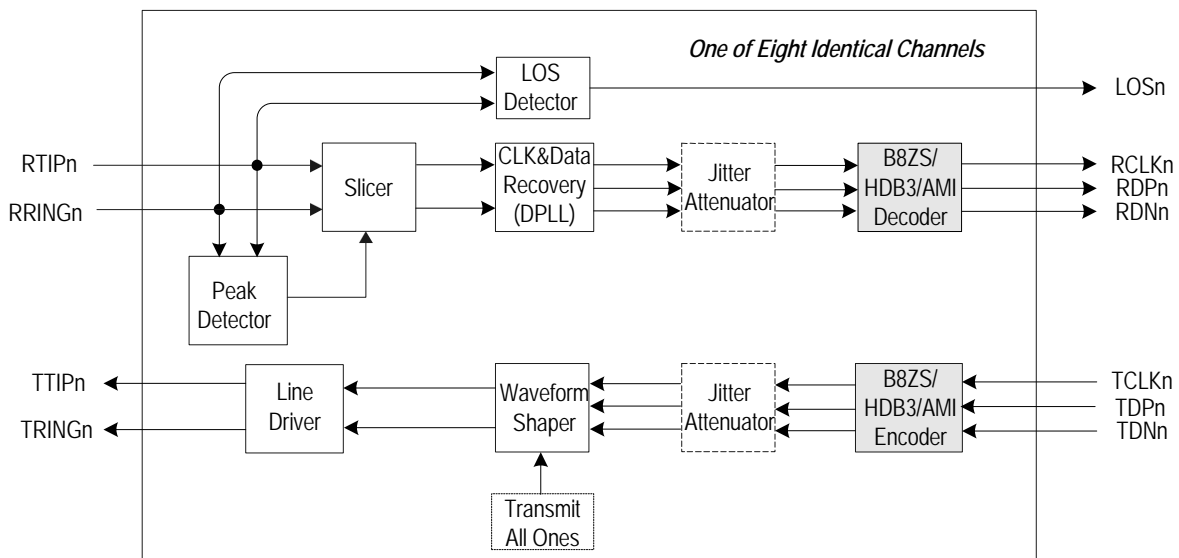 One of Eight Identical Channels
LOS
Detector
LOSn
RTIPn
RRINGn
Slicer
CLK&Data
Recovery
(DPLL)
Jitter
Attenuator
B8ZS/
HDB3/AMI
Decoder
RCLKn
RDPn
RDNn
Peak
Detector
TTIPn
TRINGn
Line
Driver
Waveform
Shaper
Jitter
Attenuator
B8ZS/
HDB3/AMI
Encoder
TCLKn
TDPn
TDNn
Transmit
All Ones